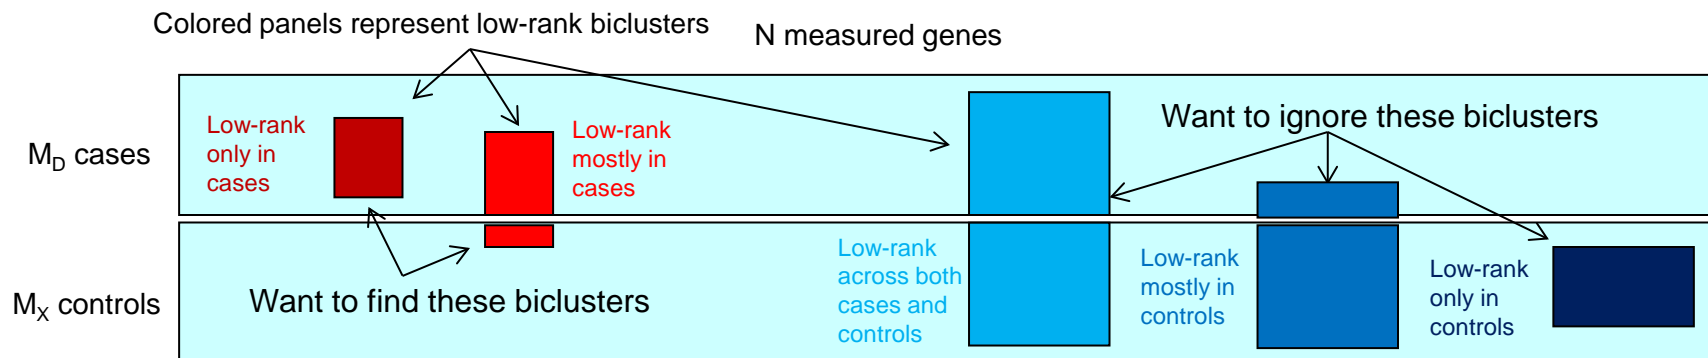 Colored panels represent low-rank biclusters
N measured genes
M_D cases
Low-rank
only in
cases
Low-rank
mostly in
cases
Want to ignore these biclusters
M_X controls
Want to find these biclusters
Low-rank
across both
cases and
controls
Low-rank
mostly in
controls
Low-rank
only in
controls